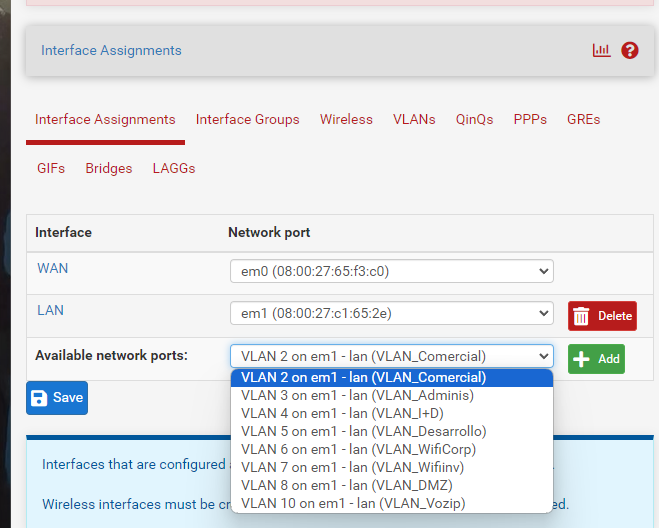 Interface Assignments
Interface Assignments Interface Groups Wireless VLANs QinQs PPPs GREs
GIFs Bridges LAGGs
Interface Network port
WAN em0 (08:00:27:65:f3:c0)
LAN em1 (08:00:27:c1:65:2e) Delete
Available network ports: VLAN 2 on em1 - lan (VLAN_Comercial) Add
VLAN 2 on em1 - lan (VLAN_Comercial)
VLAN 3 on em1 - lan (VLAN_Adminis)
Save
VLAN 4 on em1 - lan (VLAN_I+D)
VLAN 5 on em1 - lan (VLAN_Desarrollo)
VLAN 6 on em1 - lan (VLAN_WifiCorp)
VLAN 7 on em1 - lan (VLAN_Wifiinv)
VLAN 8 on em1 - lan (VLAN_DMZ)
VLAN 10 on em1 - lan (VLAN_Vozip)
Interfaces that are configured
Wireless interfaces must be